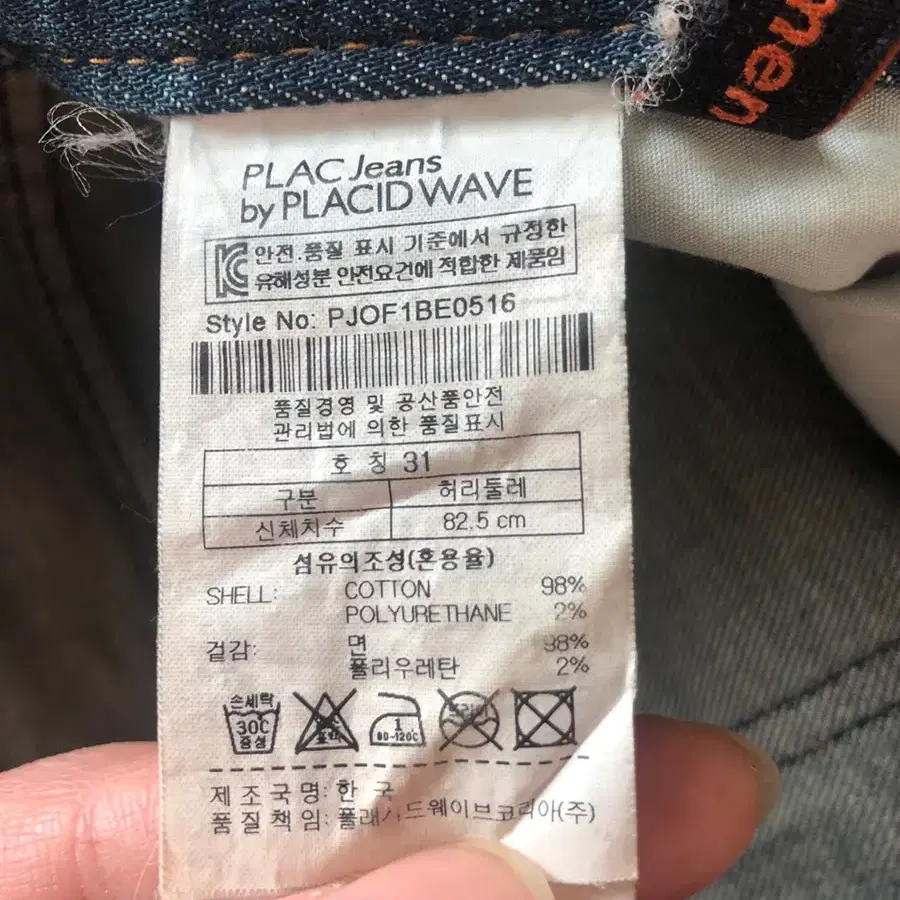 men
PLAC Jeans
by PLACID WAVE
KC 안전.품질 표시 기준에서 규정한
유해성분 안전요건에 적합한 제품임
Style No: PJOF1BE0516
품질경영 및 공산품안전
관리법에 의한 품질표시
호 칭 31
구분 허리둘레
신체치수 82.5 cm
섬유의조성(혼용율)
SHELL: COTTON 98%
POLYURETHANE 2%
겉감: 면 98%
폴리우레탄 2%
손세탁
30C
중성
1
80~120C
제 조 국 명: 한 국
품 질 책 임: 드웨이브코리아(주)